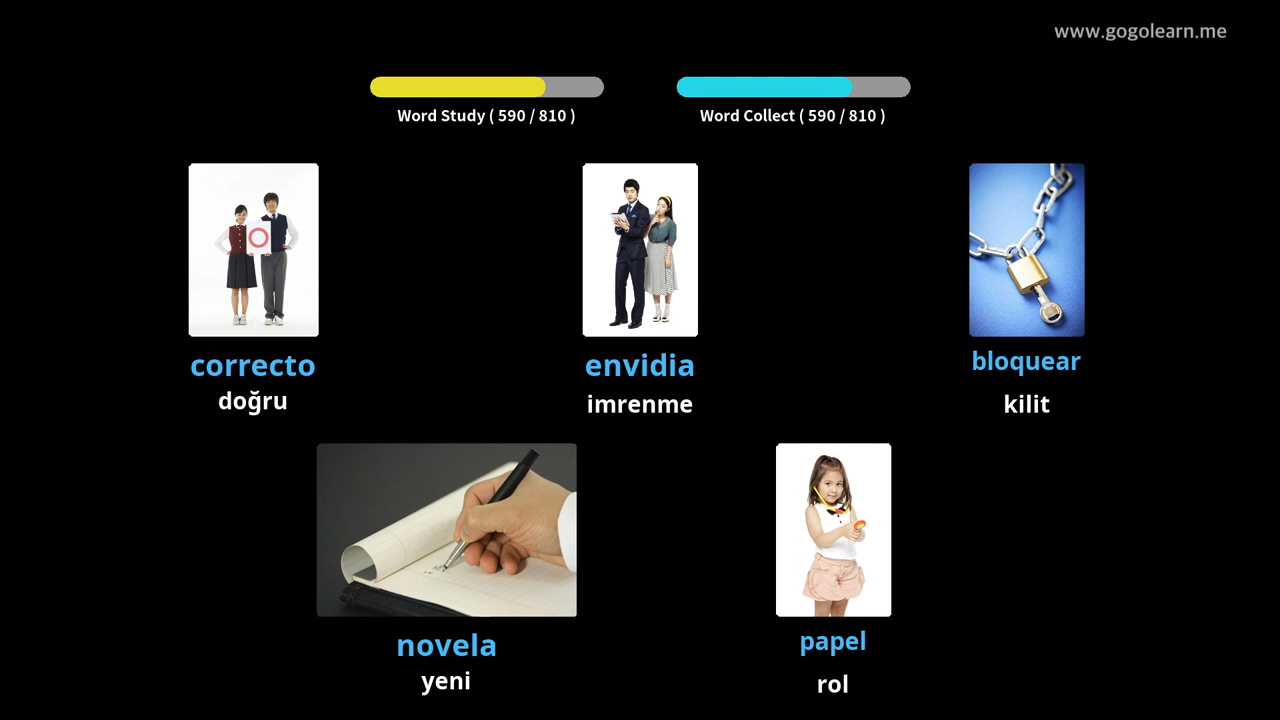 www.gogolearn.me
Word Study ( 590 / 810 )
Word Collect ( 590 / 810 )
correcto
doğru
envidia
imrenme
bloquear
kilit
novela
yeni
papel
rol